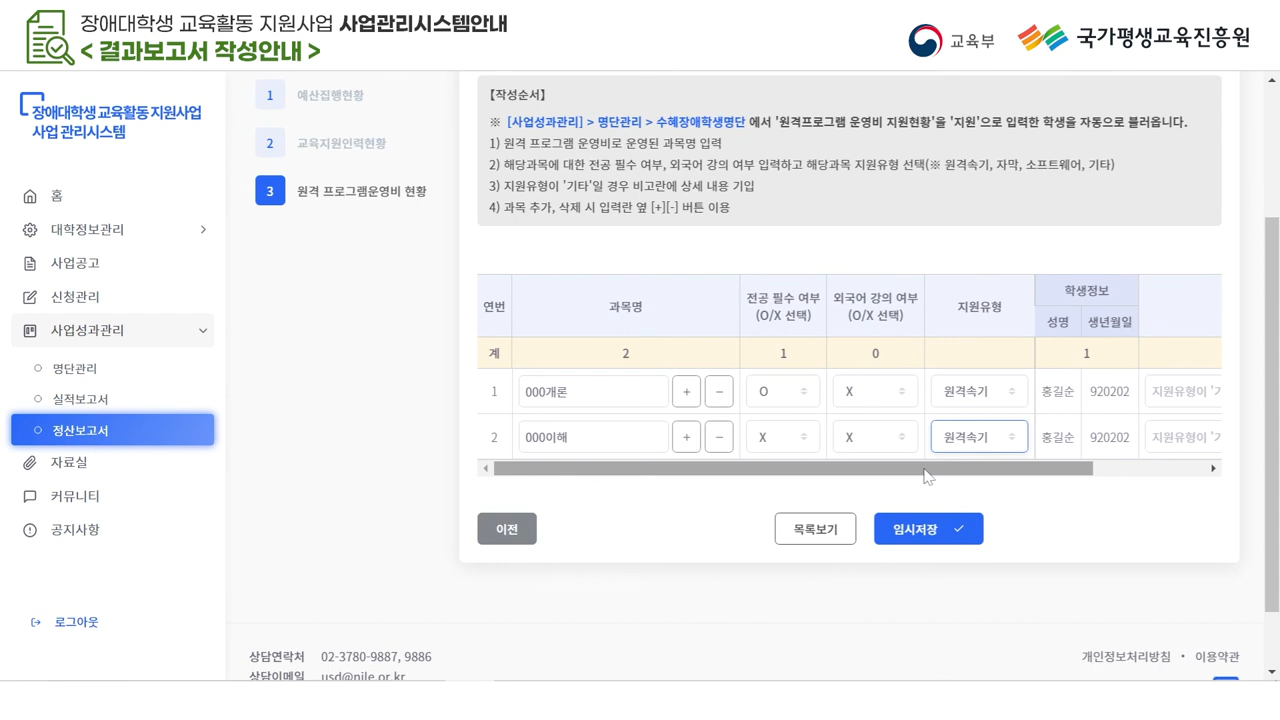 장애대학생 교육활동 지원사업 사업관리시스템안내
< 결과보고서 작성안내 >
교육부
국가평생교육진흥원
장애대학생 교육활동 지원사업
사업 관리시스템
홈
대학정보관리
사업공고
신청관리
사업성과관리
명단관리
실적보고서
정산보고서
자료실
커뮤니티
공지사항
로그아웃
1 예산집행현황
2 교육지원인력현황
3 원격 프로그램운영비 현황
【작성순서】
※ [사업성과관리] > 명단관리 > 수혜장애학생명단 에서 '원격프로그램 운영비 지원현황'을 '지원'으로 입력한 학생을 자동으로 불러옵니다.
1) 원격 프로그램 운영비로 운영된 과목명 입력
2) 해당과목에 대한 전공 필수 여부, 외국어 강의 여부 입력하고 해당과목 지원유형 선택(※ 원격속기, 자막, 소프트웨어, 기타)
3) 지원유형이 '기타'일 경우 비고란에 상세 내용 기입
4) 과목 추가, 삭제 시 입력란 옆 [+][-] 버튼 이용
연번 과목명 전공 필수 여부 (O/X 선택) 외국어 강의 여부 (O/X 선택) 지원유형 학생정보
성명 생년월일
계 2 1 0 1
1 000개론 + − O X 원격속기 홍길순 920202 지원유형이 '기
2 000이해 + − X X 원격속기 홍길순 920202 지원유형이 '기
이전 목록보기 임시저장
상담연락처 02-3780-9887, 9886
개인정보처리방침 • 이용약관
상담이메일 usd@nile.or.kr